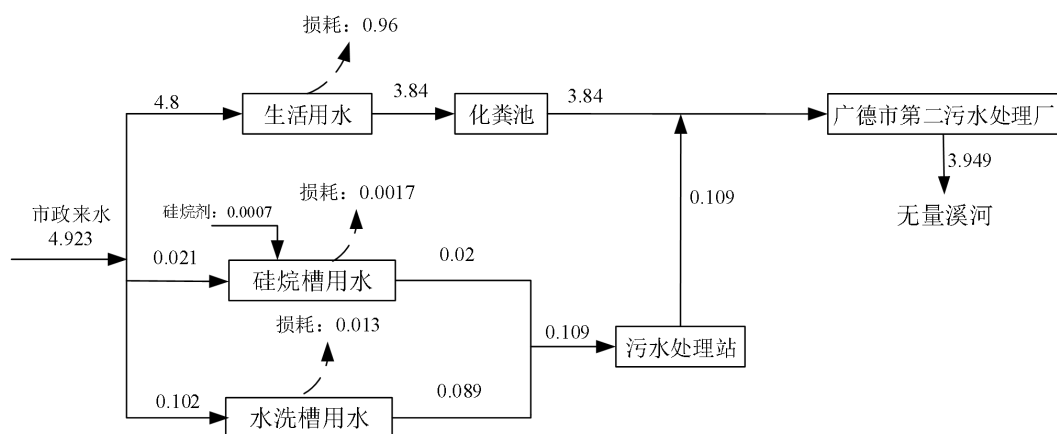 损耗：0.96
4.8
生活用水
3.84
化粪池
3.84
广德市第二污水处理厂
3.949
无量溪河
市政来水
4.923
硅烷剂：0.0007
损耗：0.0017
0.109
0.021
硅烷槽用水
0.02
损耗：0.013
0.109
污水处理站
0.102
水洗槽用水
0.089